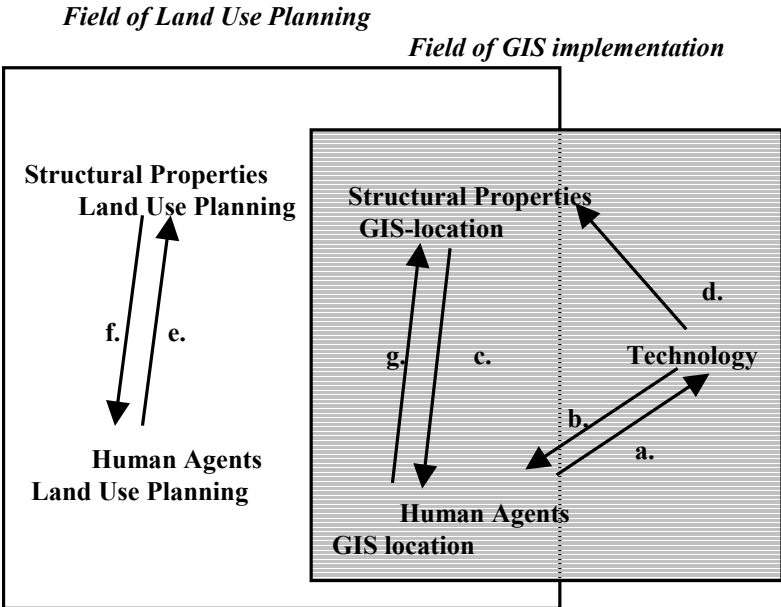 Field of Land Use Planning
Field of GIS implementation
Structural Properties
Land Use Planning
f.
e.
Human Agents
Land Use Planning
Structural Properties
GIS-location
g.
c.
Human Agents
GIS location
d.
Technology
b.
a.